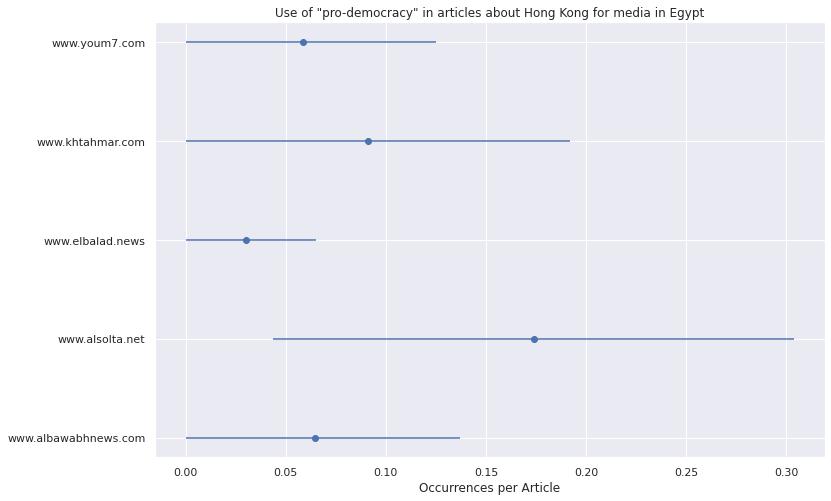 Use of "pro-democracy" in articles about Hong Kong for media in Egypt
www.youm7.com
www.khtahmar.com
www.elbalad.news
www.alsolta.net
www.albawabhnews.com
0.00 0.05 0.10 0.15 0.20 0.25 0.30
Occurrences per Article